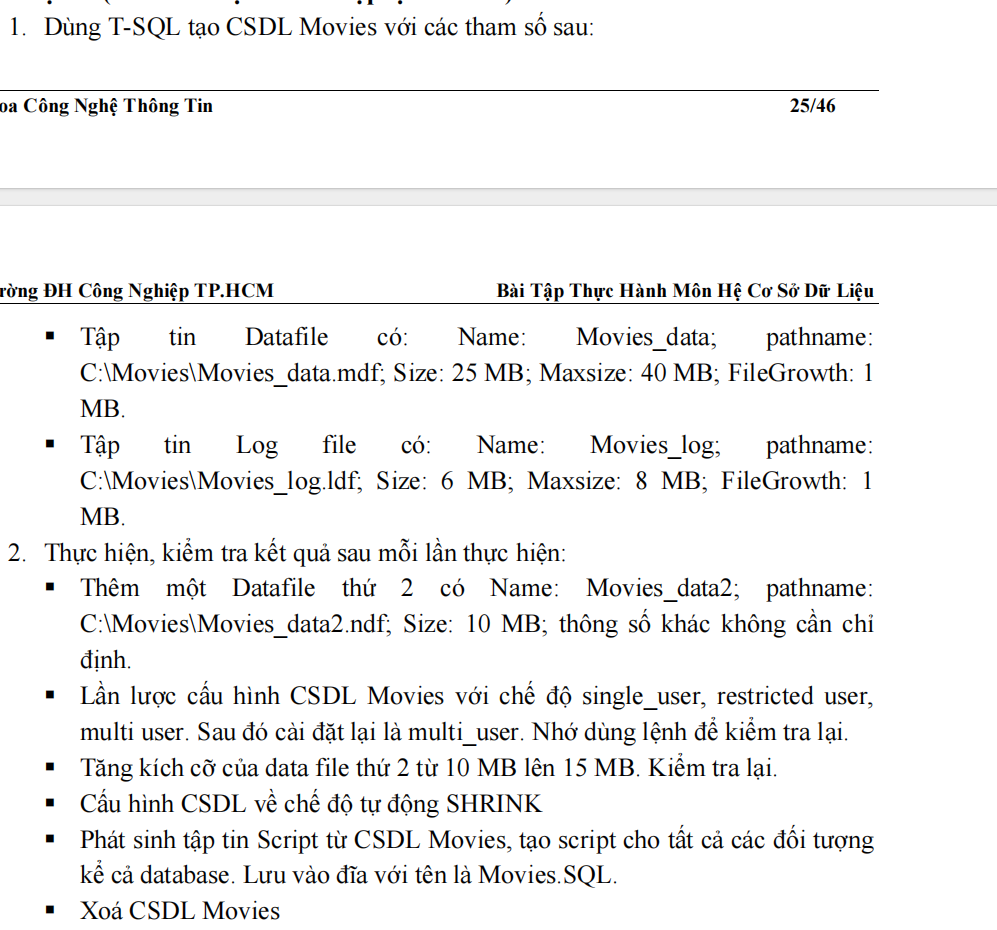 1. Dùng T-SQL tạo CSDL Movies với các tham số sau:
oa Công Nghệ Thông Tin 25/46
rờng ĐH Công Nghiệp TP.HCM Bài Tập Thực Hành Môn Hệ Cơ Sở Dữ Liệu
▪ Tập tin Datafile có: Name: Movies_data; pathname:
C:\Movies\Movies_data.mdf; Size: 25 MB; Maxsize: 40 MB; FileGrowth: 1
MB.
▪ Tập tin Log file có: Name: Movies_log; pathname:
C:\Movies\Movies_log.ldf; Size: 6 MB; Maxsize: 8 MB; FileGrowth: 1
MB.
2. Thực hiện, kiểm tra kết quả sau mỗi lần thực hiện:
▪ Thêm một Datafile thứ 2 có Name: Movies_data2; pathname:
C:\Movies\Movies_data2.ndf; Size: 10 MB; thông số khác không cần chỉ
định.
▪ Lần lược cấu hình CSDL Movies với chế độ single_user, restricted user,
multi user. Sau đó cài đặt lại là multi_user. Nhớ dùng lệnh để kiểm tra lại.
▪ Tăng kích cỡ của data file thứ 2 từ 10 MB lên 15 MB. Kiểm tra lại.
▪ Cấu hình CSDL về chế độ tự động SHRINK
▪ Phát sinh tập tin Script từ CSDL Movies, tạo script cho tất cả các đối tượng
kể cả database. Lưu vào đĩa với tên là Movies.SQL.
▪ Xoá CSDL Movies